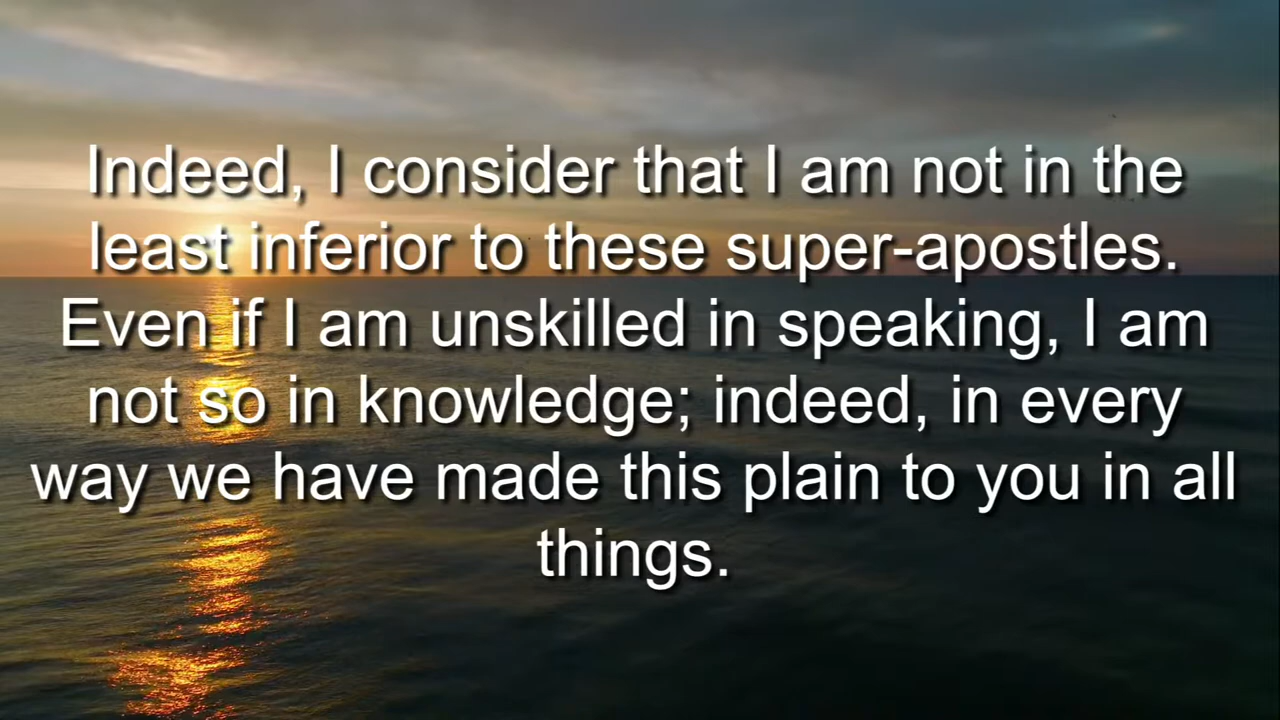 Indeed, I consider that I am not in the
least inferior to these super-apostles.
Even if I am unskilled in speaking, I am
not so in knowledge; indeed, in every
way we have made this plain to you in all
things.